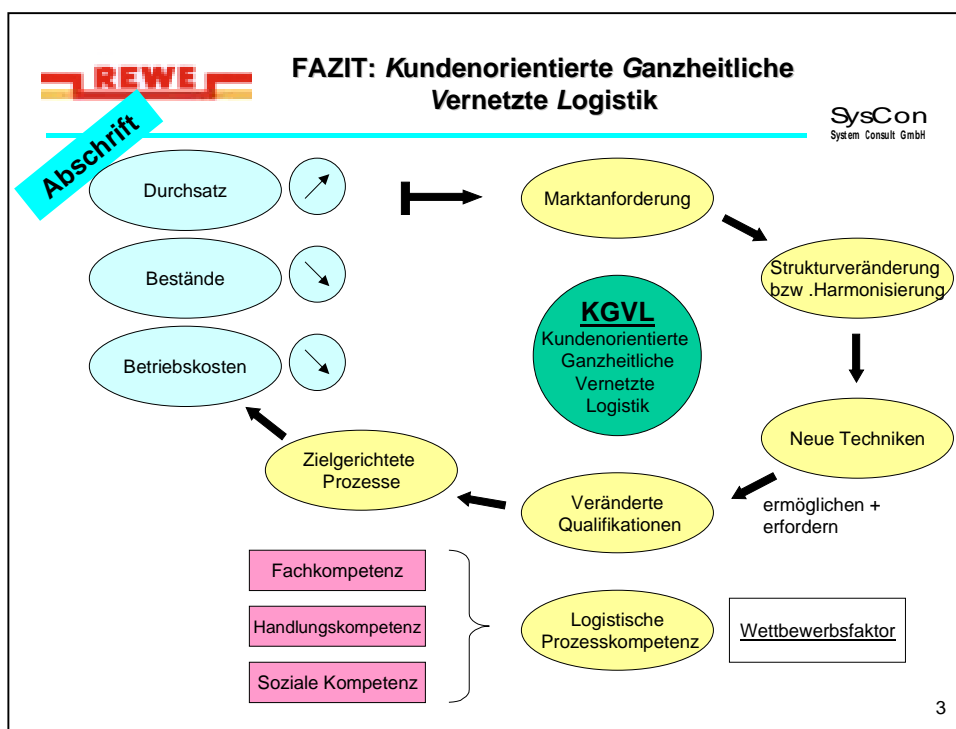 REWE
FAZIT: Kundenorientierte Ganzheitliche
Vernetzte Logistik
SysCon
System Consult GmbH
Abschrift
Durchsatz
Marktanforderung
Bestände
Strukturveränderung
bzw .Harmonisierung
KGVL
Kundenorientierte
Ganzheitliche
Vernetzte
Logistik
Betriebskosten
Neue Techniken
Zielgerichtete
Prozesse
Veränderte
Qualifikationen
ermöglichen +
erfordern
Fachkompetenz
Handlungskompetenz
Soziale Kompetenz
Logistische
Prozesskompetenz
Wettbewerbsfaktor
3